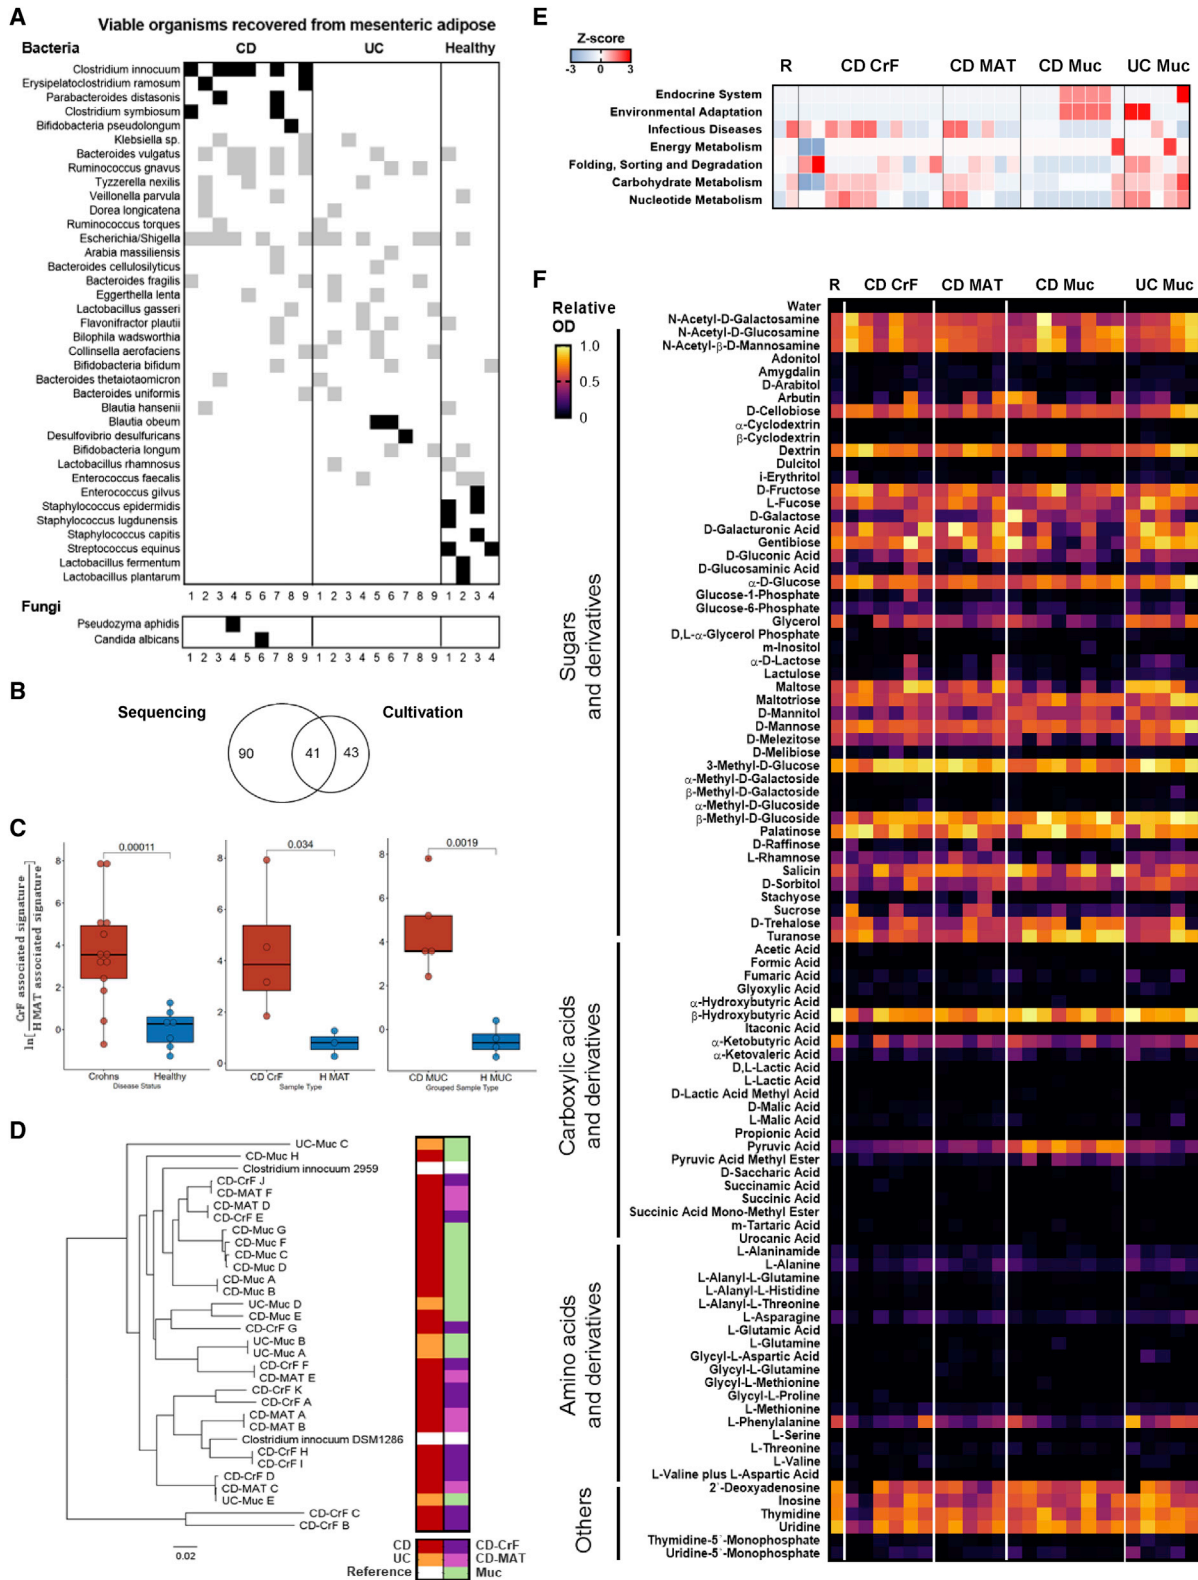 A
Viable organisms recovered from mesenteric adipose
Bacteria CD UC Healthy
Clostridium innocuum
Erysipelatoclostridium ramosum
Parabacteroides distasonis
Clostridium symbiosum
Bifidobacteria pseudolongum
Klebsiella sp.
Bacteroides vulgatus
Ruminococcus gnavus
Tyzzerella nexilis
Veillonella parvula
Dorea longicatena
Ruminococcus torques
Escherichia/Shigella
Arabia massiliensis
Bacteroides cellulosilyticus
Bacteroides fragilis
Eggerthella lenta
Lactobacillus gasseri
Flavonifractor plautii
Bilophila wadsworthia
Collinsella aerofaciens
Bifidobacteria bifidum
Bacteroides thetaiotaomicron
Bacteroides uniformis
Blautia hansenii
Blautia obeum
Desulfovibrio desulfuricans
Bifidobacteria longum
Lactobacillus rhamnosus
Enterococcus faecalis
Enterococcus gilvus
Staphylococcus epidermidis
Staphylococcus lugdunensis
Staphylococcus capitis
Streptococcus equinus
Lactobacillus fermentum
Lactobacillus plantarum
1 2 3 4 5 6 7 8 9 1 2 3 4 5 6 7 8 9 1 2 3 4
Fungi
Pseudozyma aphidis
Candida albicans
1 2 3 4 5 6 7 8 9 1 2 3 4 5 6 7 8 9 1 2 3 4
B
Sequencing Cultivation
90 41 43
C
ln[ CrF associated signature / H MAT associated signature ]
0.00011
8
6
4
2
0
Crohns Healthy
Disease Status
0.034
8
6
4
2
0
CD CrF H MAT
Sample Type
0.0019
8
6
4
2
0
CD MUC H MUC
Grouped Sample Type
D
UC-Muc C
CD-Muc H
Clostridium innocuum 2959
CD-CrF J
CD-MAT F
CD-MAT D
CD-CrF E
CD-Muc G
CD-Muc F
CD-Muc C
CD-Muc D
CD-Muc A
CD-Muc B
UC-Muc D
CD-Muc E
CD-CrF G
UC-Muc B
UC-Muc A
CD-CrF F
CD-MAT E
CD-CrF K
CD-CrF A
CD-MAT A
CD-MAT B
Clostridium innocuum DSM1286
CD-CrF H
CD-CrF I
CD-CrF D
CD-MAT C
UC-Muc E
CD-CrF C
CD-CrF B
0.02
CD CD-CrF
UC CD-MAT
Reference Muc
E
Z-score
-3 0 3
R CD CrF CD MAT CD Muc UC Muc
Endocrine System
Environmental Adaptation
Infectious Diseases
Energy Metabolism
Folding, Sorting and Degradation
Carbohydrate Metabolism
Nucleotide Metabolism
F
Relative
OD
1.0
0.5
0
R CD CrF CD MAT CD Muc UC Muc
Water
Sugars
and derivatives
N-Acetyl-D-Galactosamine
N-Acetyl-D-Glucosamine
N-Acetyl-β-D-Mannosamine
Adonitol
Amygdalin
D-Arabitol
Arbutin
D-Cellobiose
α-Cyclodextrin
β-Cyclodextrin
Dextrin
Dulcitol
i-Erythritol
D-Fructose
L-Fucose
D-Galactose
D-Galacturonic Acid
Gentibiose
D-Gluconic Acid
D-Glucosaminic Acid
α-D-Glucose
Glucose-1-Phosphate
Glucose-6-Phosphate
Glycerol
D,L-α-Glycerol Phosphate
m-Inositol
α-D-Lactose
Lactulose
Maltose
Maltotriose
D-Mannitol
D-Mannose
D-Melezitose
D-Melibiose
3-Methyl-D-Glucose
α-Methyl-D-Galactoside
β-Methyl-D-Galactoside
α-Methyl-D-Glucoside
β-Methyl-D-Glucoside
Palatinose
D-Raffinose
L-Rhamnose
Salicin
D-Sorbitol
Stachyose
Sucrose
D-Trehalose
Turanose
Carboxylic acids
and derivatives
Acetic Acid
Formic Acid
Fumaric Acid
Glyoxylic Acid
α-Hydroxybutyric Acid
β-Hydroxybutyric Acid
Itaconic Acid
α-Ketobutyric Acid
α-Ketovaleric Acid
D,L-Lactic Acid
L-Lactic Acid
D-Lactic Acid Methyl Acid
D-Malic Acid
L-Malic Acid
Propionic Acid
Pyruvic Acid
Pyruvic Acid Methyl Ester
D-Saccharic Acid
Succinamic Acid
Succinic Acid
Succinic Acid Mono-Methyl Ester
m-Tartaric Acid
Urocanic Acid
Amino acids
and derivatives
L-Alaninamide
L-Alanine
L-Alanyl-L-Glutamine
L-Alanyl-L-Histidine
L-Alanyl-L-Threonine
L-Asparagine
L-Glutamic Acid
L-Glutamine
Glycyl-L-Aspartic Acid
Glycyl-L-Glutamine
Glycyl-L-Methionine
Glycyl-L-Proline
L-Methionine
L-Phenylalanine
L-Serine
L-Threonine
L-Valine
L-Valine plus L-Aspartic Acid
Others
2`-Deoxyadenosine
Inosine
Thymidine
Uridine
Thymidine-5`-Monophosphate
Uridine-5`-Monophosphate